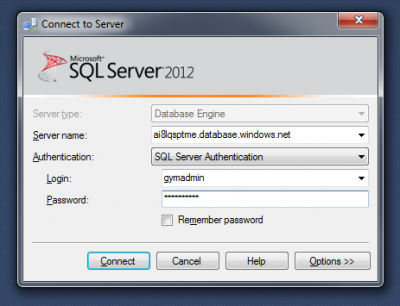 Connect to Server
Microsoft
SQL Server 2012
Server type: Database Engine
Server name: ai8lqsptme.database.windows.net
Authentication: SQL Server Authentication
Login: gymadmin
Password: **********
Remember password
Connect Cancel Help Options >>